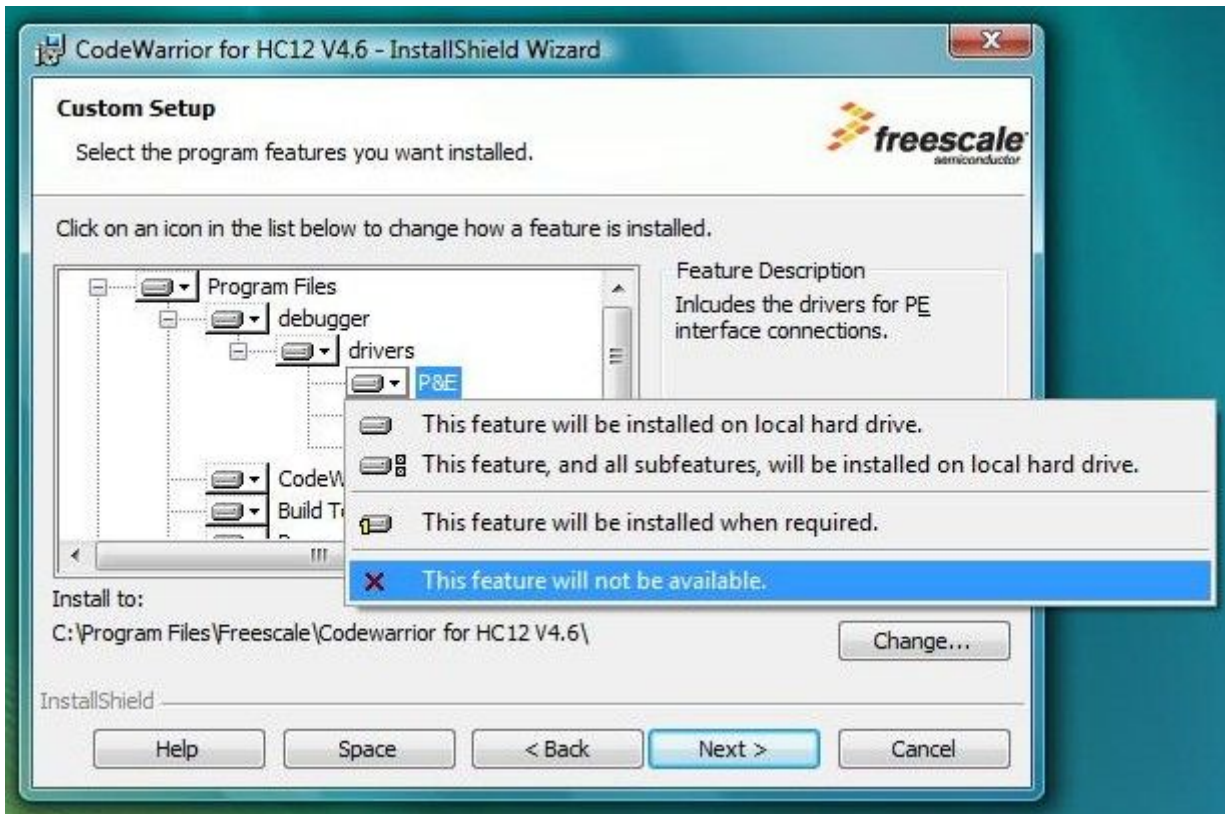 CodeWarrior for HC12 V4.6 - InstallShield Wizard
Custom Setup
Select the program features you want installed.
freescale
semiconductor
Click on an icon in the list below to change how a feature is installed.
Program Files
debugger
drivers
P&E
CodeW
Build T
Feature Description
Inlcudes the drivers for PE
interface connections.
This feature will be installed on local hard drive.
This feature, and all subfeatures, will be installed on local hard drive.
This feature will be installed when required.
This feature will not be available.
Install to:
C:\Program Files\Freescale\Codewarrior for HC12 V4.6\
Change...
InstallShield
Help Space < Back Next > Cancel